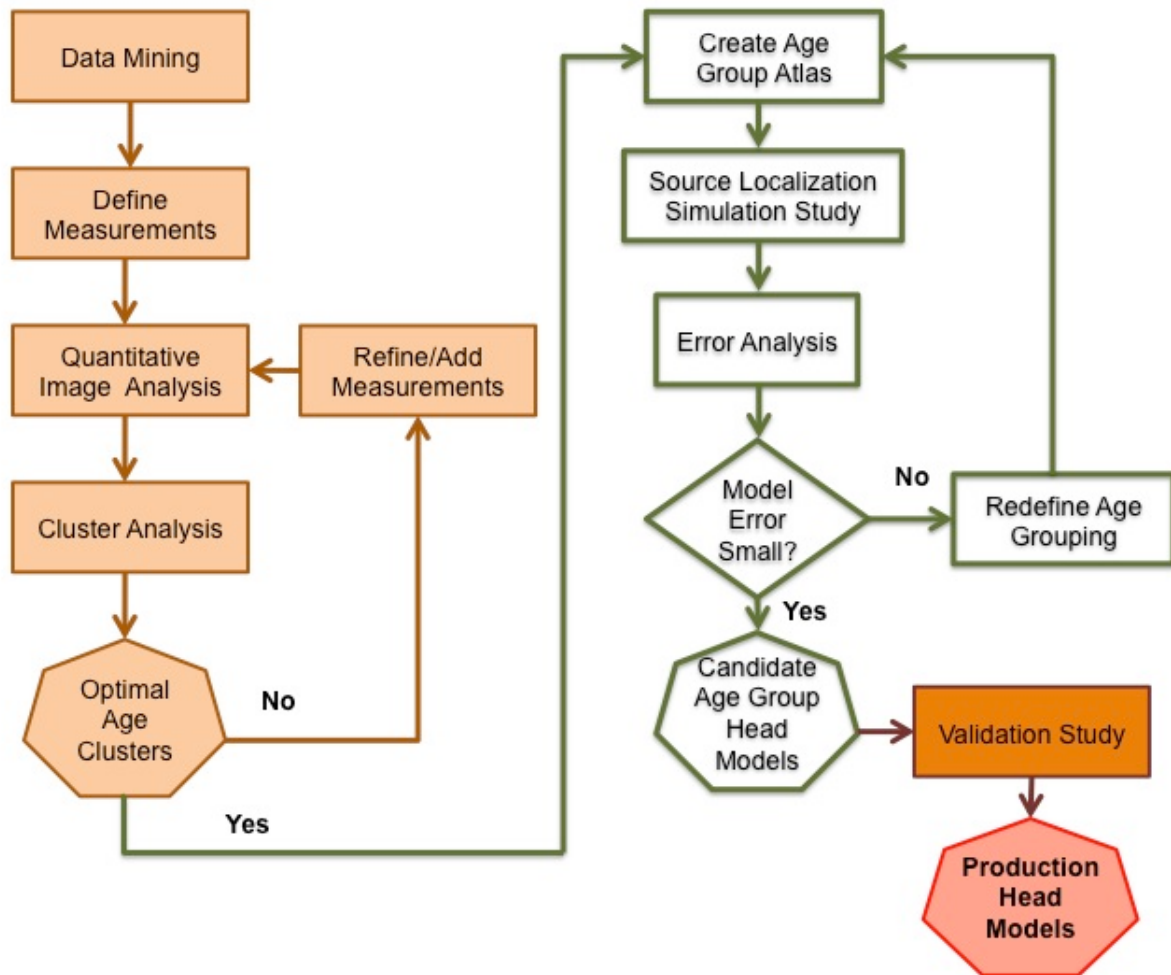 Data Mining
Define
Measurements
Quantitative
Image Analysis
Refine/Add
Measurements
Cluster Analysis
Optimal
Age
Clusters
No
Yes
Create Age
Group Atlas
Source Localization
Simulation Study
Error Analysis
Model
Error
Small?
No
Redefine Age
Grouping
Yes
Candidate
Age Group
Head
Models
Validation Study
Production
Head
Models